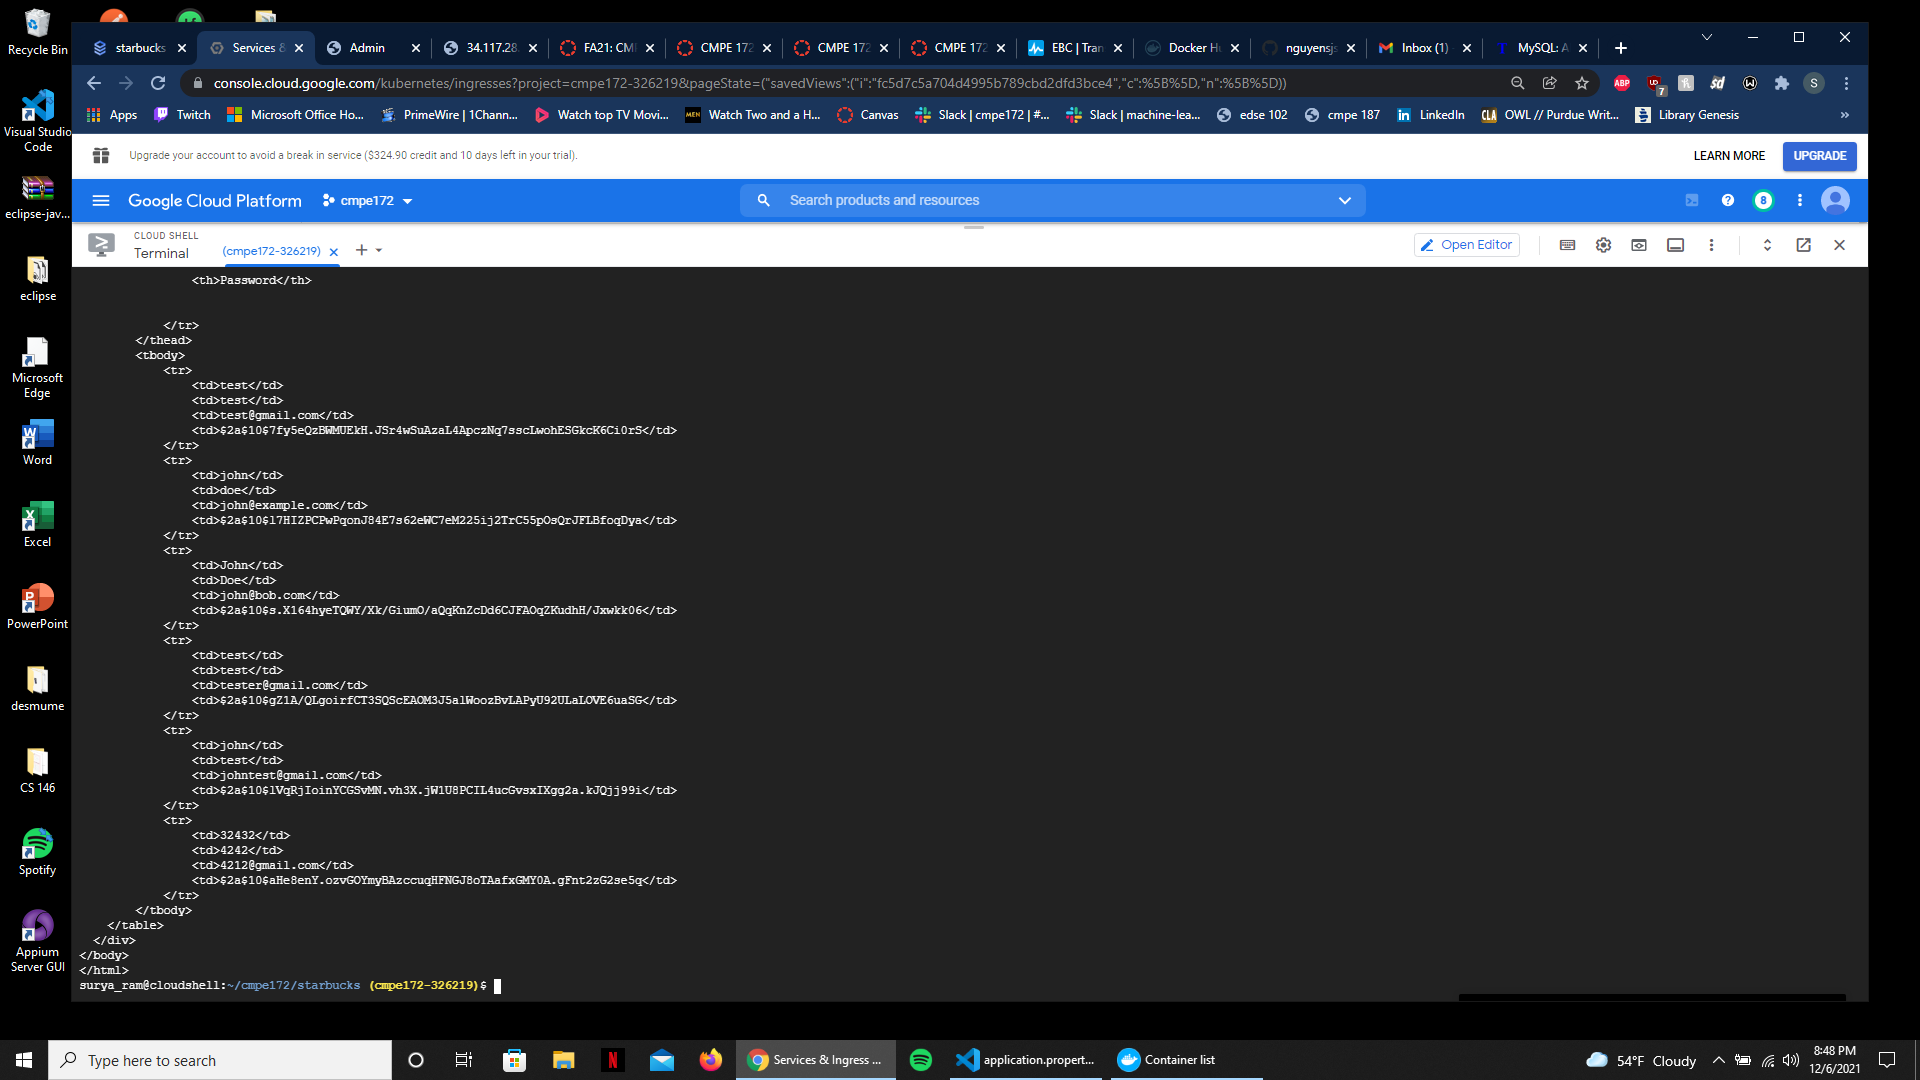 Recycle Bin
Visual Studio
Code
eclipse-jav...
eclipse
Microsoft
Edge
Word
Excel
PowerPoint
desmume
CS 146
Spotify
Appium
Server GUI
starbucks
Services &
Admin
34.117.28.
FA21: CM
CMPE 172
CMPE 172
CMPE 172
EBC | Tran
Docker Hu
nguyensjs
Inbox (1)
MySQL: A
console.cloud.google.com/kubernetes/ingresses?project=cmpe172-326219&pageState=("savedViews":("i":"fc5d7c5a704d4995b789cbd2dfd3bce4","c":%5B%5D,"n":%5B%5D))
ABP
7
S
Apps
Twitch
Microsoft Office Ho...
PrimeWire | 1Chann...
Watch top TV Movi...
MEN
Watch Two and a H...
Canvas
Slack | cmpe172 | #...
Slack | machine-lea...
edse 102
cmpe 187
LinkedIn
OWL // Purdue Writ...
Library Genesis
»
Upgrade your account to avoid a break in service ($324.90 credit and 10 days left in your trial).
LEARN MORE
UPGRADE
Google Cloud Platform
cmpe172
Search products and resources
8
CLOUD SHELL
Terminal
(cmpe172-326219)
Open Editor
<th>Password</th>
</tr>
</thead>
<tbody>
<tr>
<td>test</td>
<td>test</td>
<td>test@gmail.com</td>
<td>$2a$10$7fy5eQzBWMUEkH.JSr4wSuAzaL4ApczNq7sscLwohESGkcK6Ci0rS</td>
</tr>
<tr>
<td>john</td>
<td>doe</td>
<td>john@example.com</td>
<td>$2a$10$l7HIZPCPwPqonJ84E7s62eWC7eM225ij2TrC55pOsQrJFLBfoqDya</td>
</tr>
<tr>
<td>John</td>
<td>Doe</td>
<td>john@bob.com</td>
<td>$2a$10$s.X164hyeTQWY/Xk/GiumO/aQqKnZcDd6CJFAOqZKudhH/Jxwkk06</td>
</tr>
<tr>
<td>test</td>
<td>test</td>
<td>tester@gmail.com</td>
<td>$2a$10$gZ1A/QLgoirfCT3SQScEAOM3J5alWoozBvLAPyU92ULaLOVE6uaSG</td>
</tr>
<tr>
<td>john</td>
<td>test</td>
<td>johntest@gmail.com</td>
<td>$2a$10$lVqRjIoinYCGSvMN.vh3X.jW1U8PCIL4ucGvsxIXgg2a.kJQjj99i</td>
</tr>
<tr>
<td>32432</td>
<td>4242</td>
<td>4212@gmail.com</td>
<td>$2a$10$aHe8enY.ozvGOYmyBAzccuqHFNGJ8oTAafxGMY0A.gFnt2zG2se5q</td>
</tr>
</tbody>
</table>
</div>
</body>
</html>
surya_ram@cloudshell:~/cmpe172/starbucks (cmpe172-326219)$
Type here to search
Services & Ingress ...
application.propert...
Container list
54°F Cloudy
8:48 PM
12/6/2021